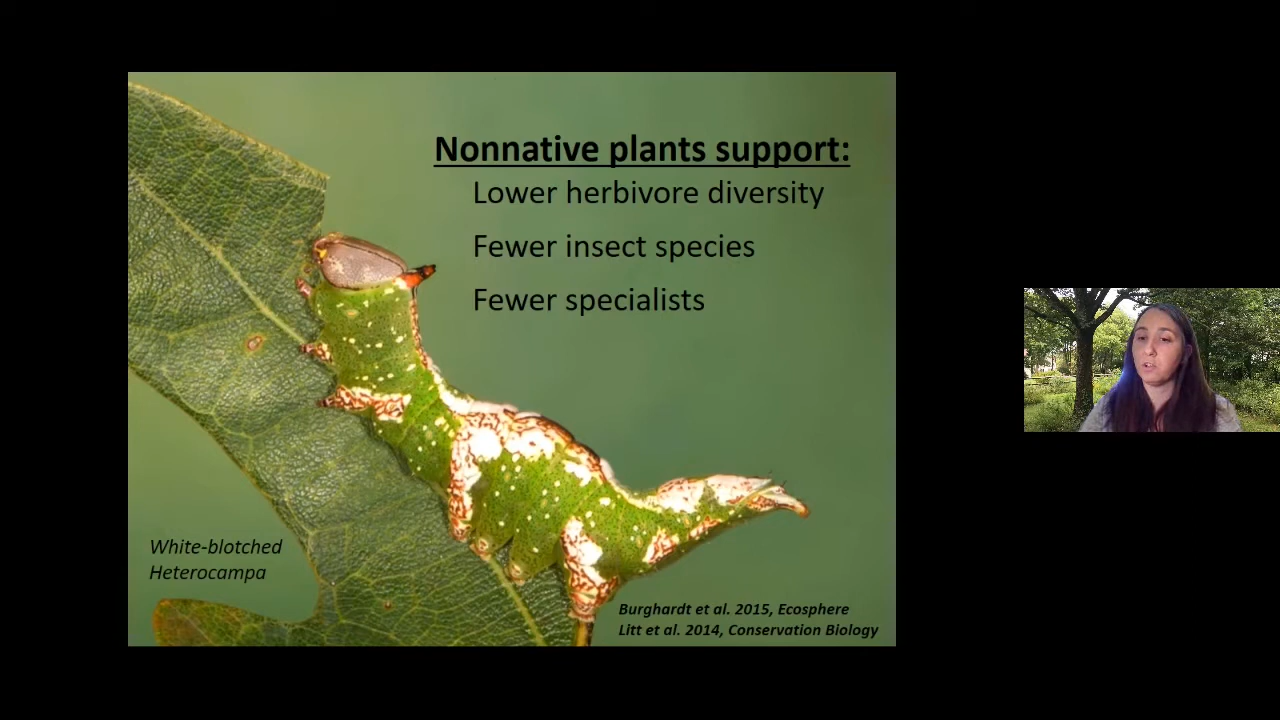 Nonnative plants support:
Lower herbivore diversity
Fewer insect species
Fewer specialists
White-blotched
Heterocampa
Burghardt et al. 2015, Ecosphere
Litt et al. 2014, Conservation Biology